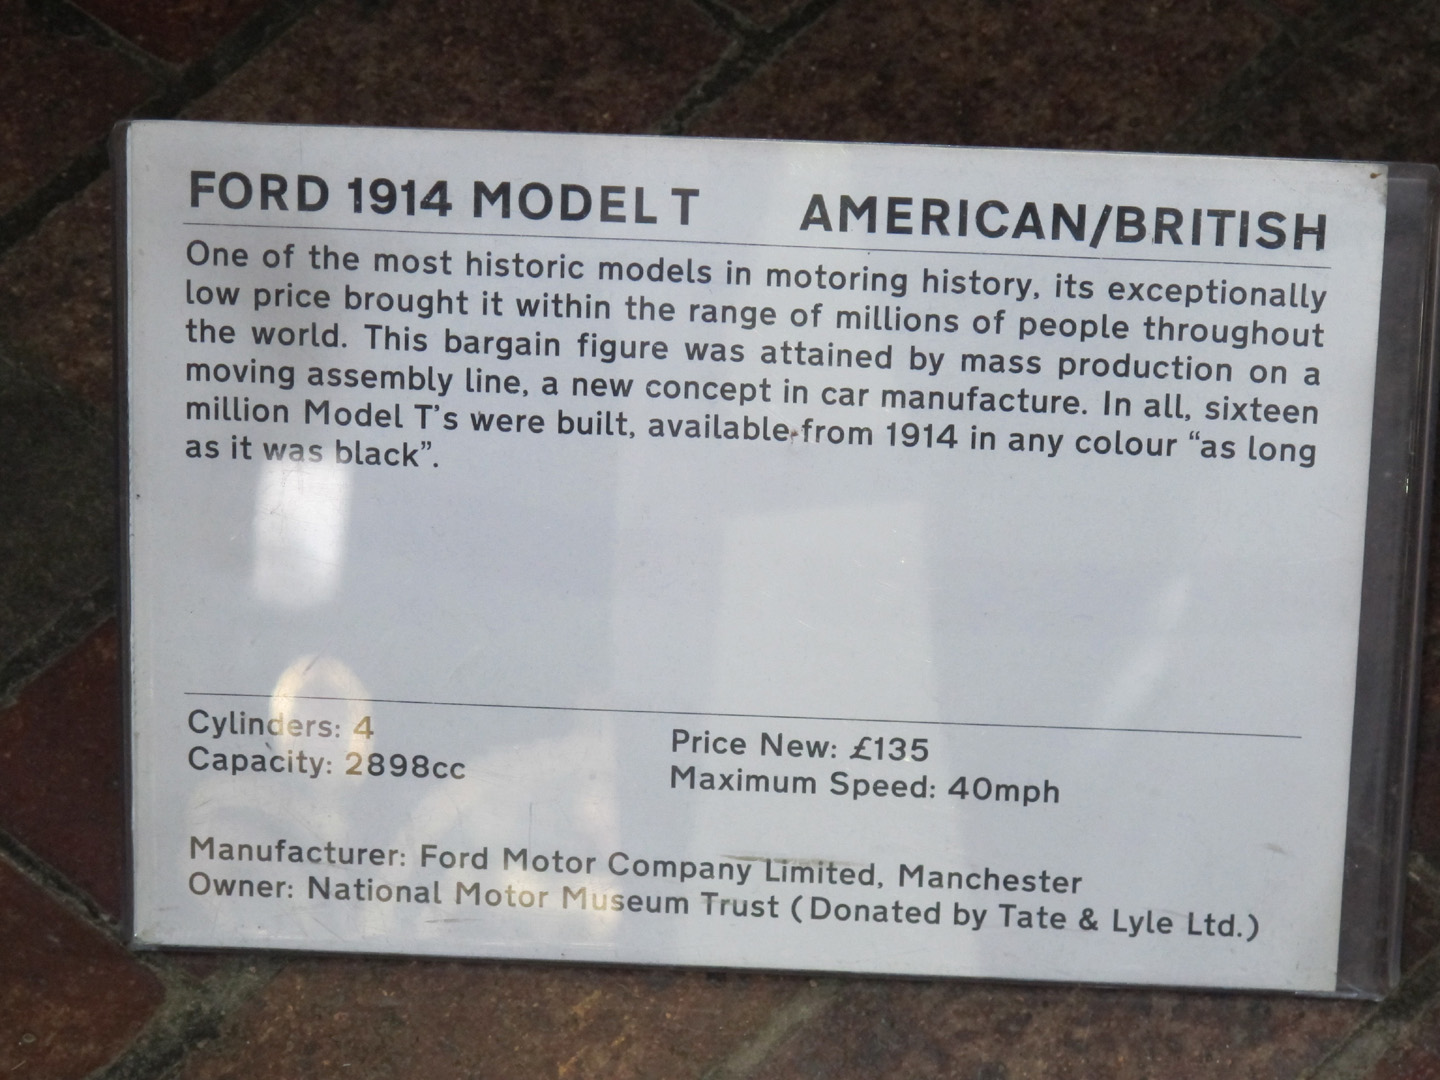 FORD 1914 MODEL T AMERICAN/BRITISH
One of the most historic models in motoring history, its exceptionally
low price brought it within the range of millions of people throughout
the world. This bargain figure was attained by mass production on a
moving assembly line, a new concept in car manufacture. In all, sixteen
million Model T's were built, available from 1914 in any colour “as long
as it was black”.
Cylinders: 4
Capacity: 2898cc
Price New: £135
Maximum Speed: 40mph
Manufacturer: Ford Motor Company Limited, Manchester
Owner: National Motor Museum Trust (Donated by Tate & Lyle Ltd.)